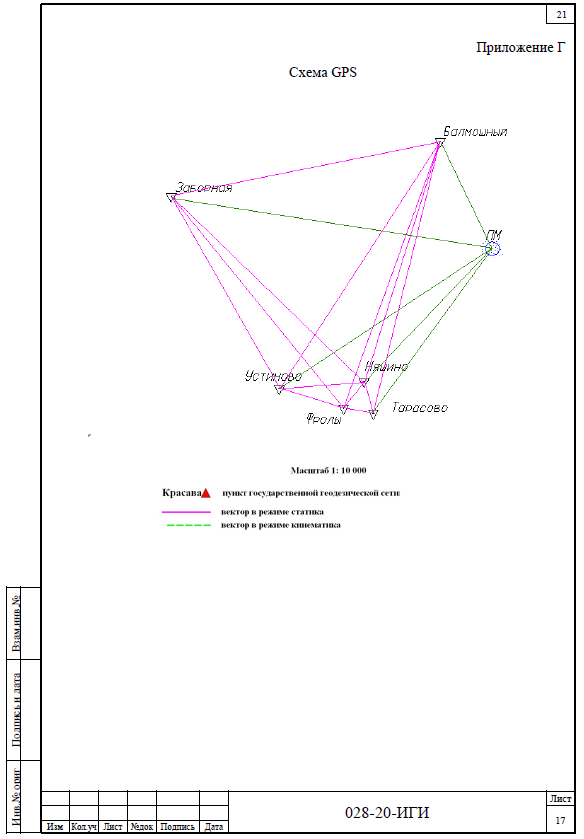 21
Приложение Г
Схема GPS
Балмошный
Заборная
ПМ
Няшино
Устиново
Тарасово
Фролы
Масштаб 1: 10 000
Красава пункт государственной геодезической сети
вектор в режиме статика
вектор в режиме кинематика
Взам.инв №
Подпись и дата
Инв.№ ориг
Изм Кол.уч Лист №док Подпись Дата
028-20-ИГИ
Лист
17